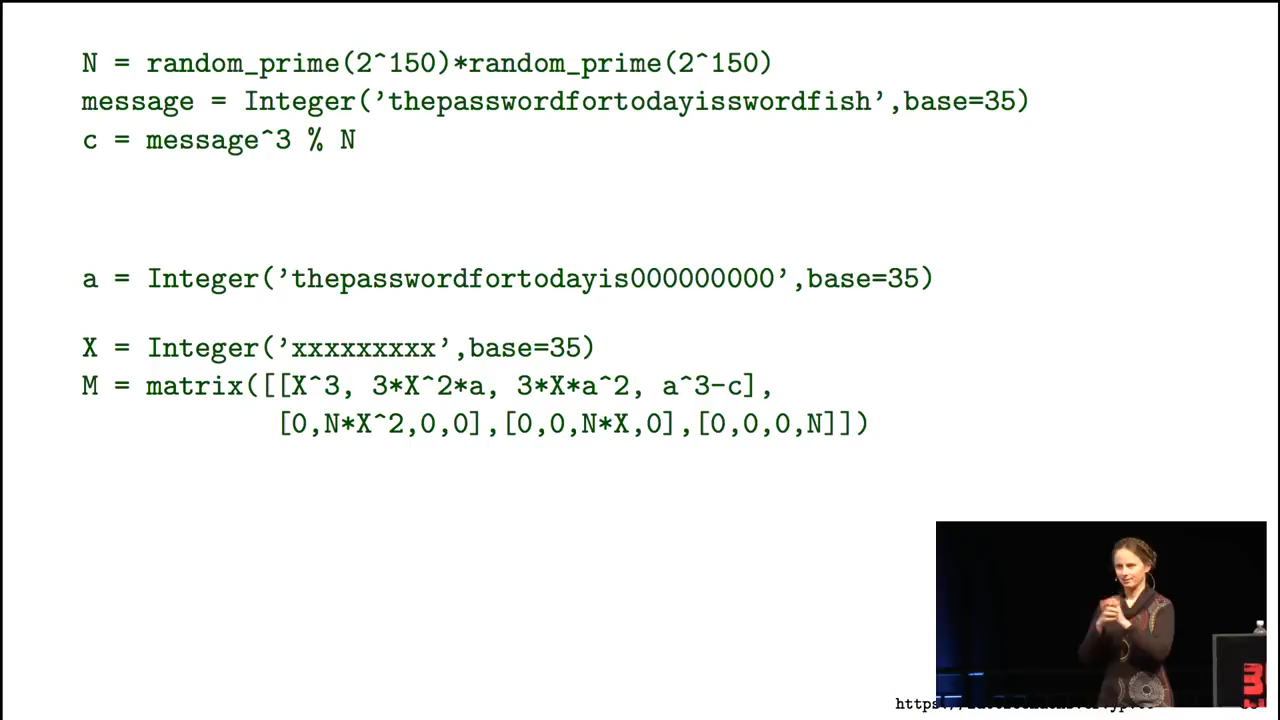 N = random_prime(2^150)*random_prime(2^150)
message = Integer('thepasswordfortodayisswordfish',base=35)
c = message^3 % N
a = Integer('thepasswordfortodayis000000000',base=35)
X = Integer('xxxxxxxxx',base=35)
M = matrix([[X^3, 3*X^2*a, 3*X*a^2, a^3-c],
[0,N*X^2,0,0],[0,0,N*X,0],[0,0,0,N]])